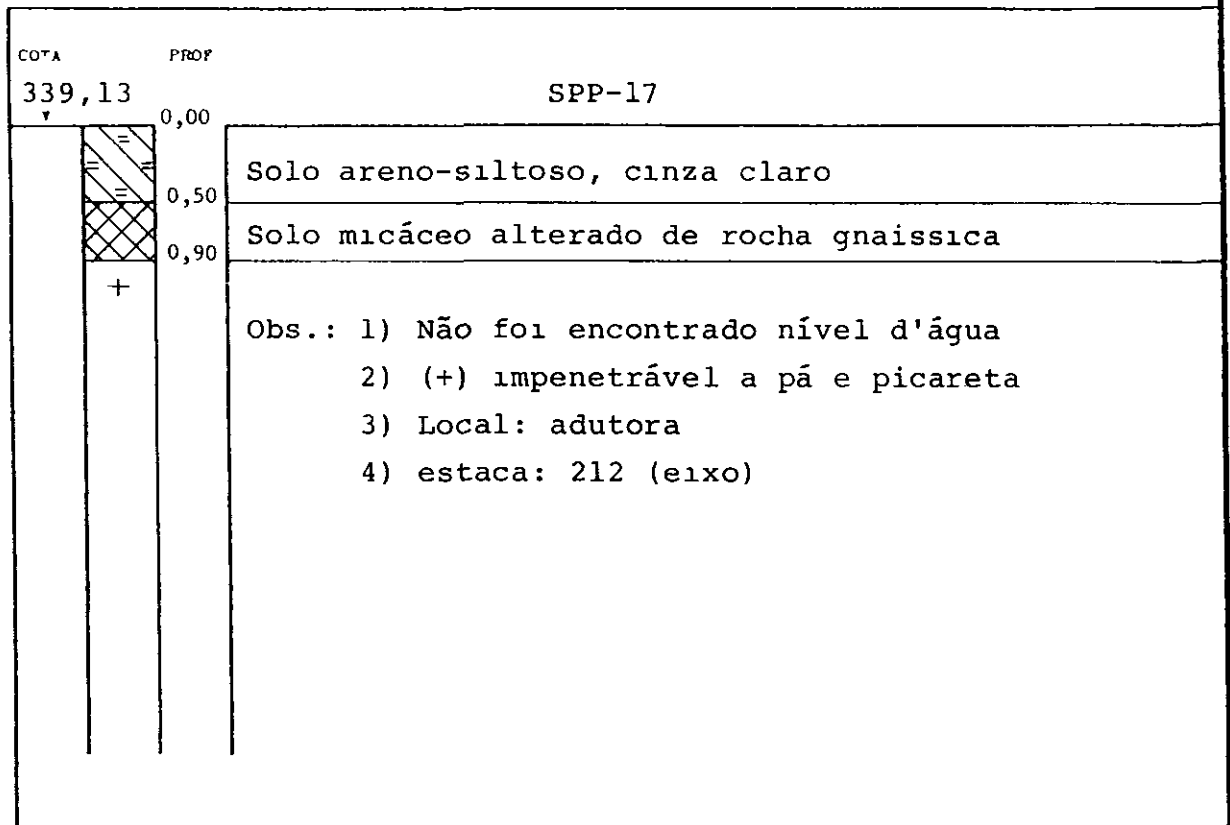 COTA PROF
339,13 SPP-17
0,00
Solo areno-siltoso, cinza claro
0,50
Solo micáceo alterado de rocha gnaissica
0,90
+
Obs.: 1) Não foi encontrado nível d'água
2) (+) impenetrável a pá e picareta
3) Local: adutora
4) estaca: 212 (eixo)